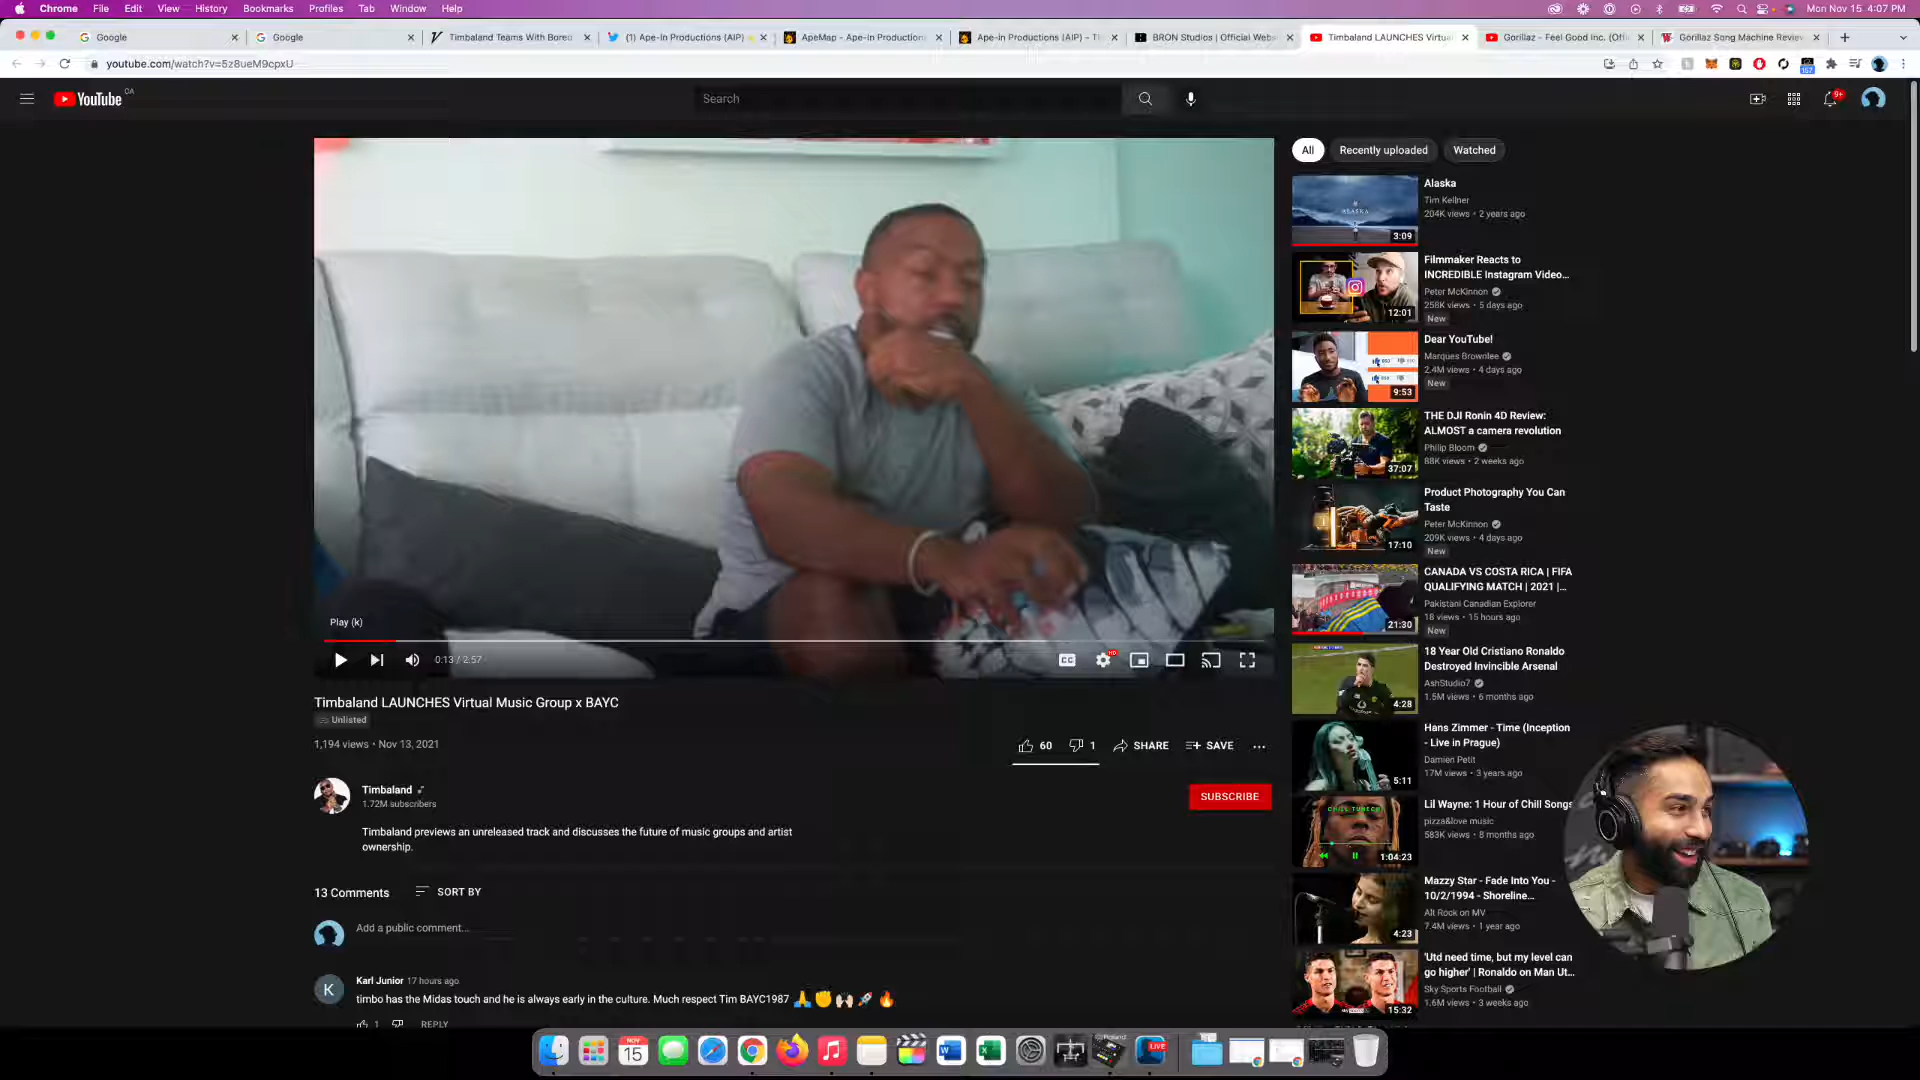 Chrome File Edit View History Bookmarks Profiles Tab Window Help
Mon Nov 15 4:07 PM
Google
Google
Timbaland Teams With Bored
(1) Ape-In Productions (AIP)
ApeMap - Ape-in Production
Ape-in Productions (AIP) - T
BRON Studios | Official Web
Timbaland LAUNCHES Virtu
Gorillaz - Feel Good Inc. (Offi
Gorillaz Song Machine Review
youtube.com/watch?v=5z8ueM9cpxU
157
YouTube CA
Search
9+
All
Recently uploaded
Watched
Alaska
Tim Kellner
204K views • 2 years ago
ALASKA
3:09
Filmmaker Reacts to
INCREDIBLE Instagram Video...
Peter McKinnon
258K views • 5 days ago
New
12:01
Dear YouTube!
Marques Brownlee
2.4M views • 4 days ago
New
9:53
THE DJI Ronin 4D Review:
ALMOST a camera revolution
Philip Bloom
88K views • 2 weeks ago
37:07
Product Photography You Can
Taste
Peter McKinnon
209K views • 4 days ago
New
17:10
CANADA VS COSTA RICA | FIFA
QUALIFYING MATCH | 2021 |...
Pakistani Canadian Explorer
18 views • 15 hours ago
New
21:30
18 Year Old Cristiano Ronaldo
Destroyed Invincible Arsenal
AshStudio7
1.5M views • 6 months ago
4:28
Hans Zimmer - Time (Inception
- Live in Prague)
Damien Petit
17M views • 3 years ago
5:11
Lil Wayne: 1 Hour of Chill Songs
pizza&love music
583K views • 8 months ago
1:04:23
Mazzy Star - Fade Into You -
10/2/1994 - Shoreline...
Alt Rock on MV
7.4M views • 1 year ago
4:23
'Utd need time, but my level can
go higher' | Ronaldo on Man Ut...
Sky Sports Football
1.6M views • 3 weeks ago
15:32
Play (k)
0:13 / 2:57
CC
HD
Timbaland LAUNCHES Virtual Music Group x BAYC
Unlisted
1,194 views • Nov 13, 2021
60
1
SHARE
SAVE
Timbaland
1.72M subscribers
SUBSCRIBE
Timbaland previews an unreleased track and discusses the future of music groups and artist
ownership.
13 Comments
SORT BY
Add a public comment...
K
Karl Junior 17 hours ago
timbo has the Midas touch and he is always early in the culture. Much respect Tim BAYC1987 🙏✊🙌🏻🚀🔥
1
REPLY
NOV
15
LIVE